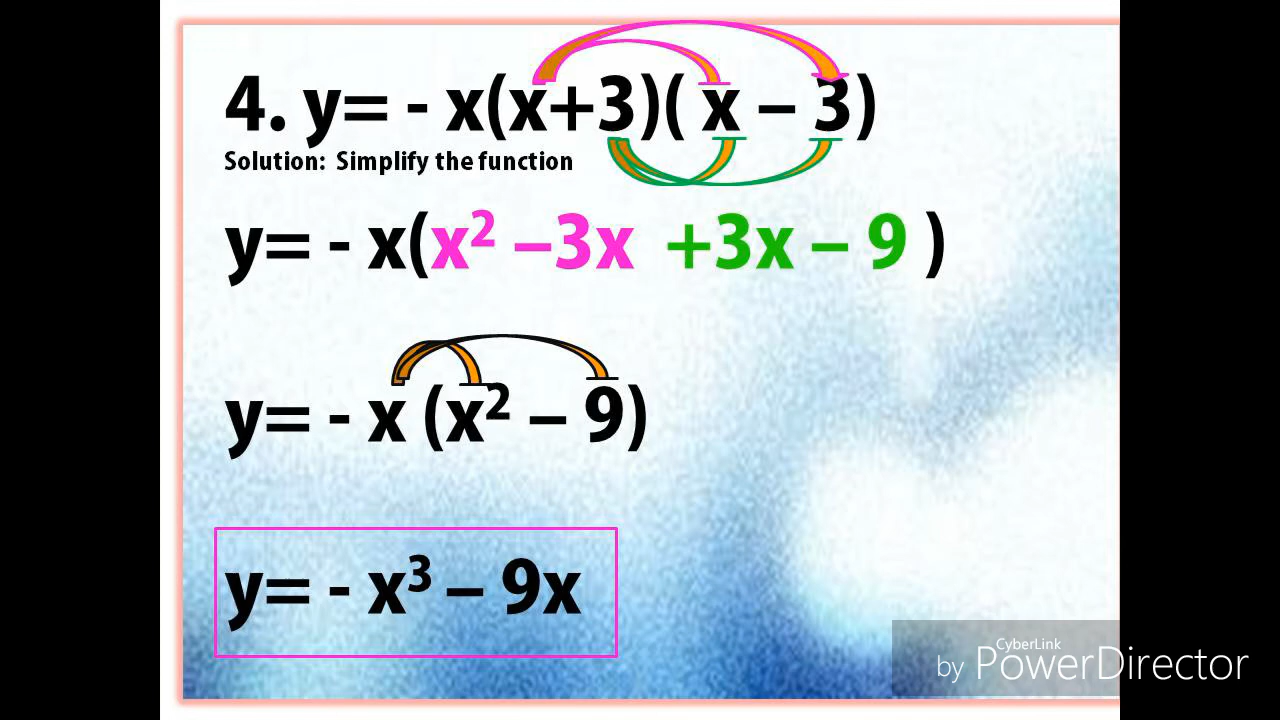 4. y= - x(x+3)( x – 3)
Solution: Simplify the function
y= - x(x² –3x +3x – 9 )
y= - x (x² – 9)
y= - x³ – 9x
CyberLink
by PowerDirector